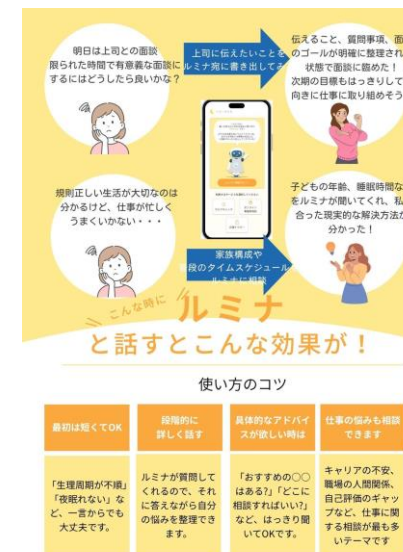 明日は上司との面談
限られた時間で有意義な面談に
するにはどうしたら良いかな？
上司に伝えたいことを
ルミナ宛に書き出してみ
伝えること、質問事項、面
のゴールが明確に整理され
状態で面談に臨めた！
次期の目標もはっきりして
向きに仕事に取り組めそう
規則正しい生活が大切なのは
分かるけど、仕事が忙しく
うまくいかない・・・
家族構成や
段のタイムスケジュール
ルミナに相談
子どもの年齢、睡眠時間な
をルミナが聞いてくれ、私
合った現実的な解決方法が
分かった！
こんな時に
ルミナ
と話すとこんな効果が！
使い方のコツ
最初は短くてOK
「生理周期が不順」
「夜眠れない」な
ど、一言からでも
大丈夫です。
段階的に
詳しく話す
ルミナが質問して
くれるので、それ
に答えながら自分
の悩みを整理でき
ます。
具体的なアドバイ
スが欲しい時は
「おすすめの○○
はある?」「どこに
相談すればいい?」
など、はっきり聞
いてOKです。
仕事の悩みも相談
できます
キャリアの不安、
職場の人間関係、
自己評価のギャッ
プなど、仕事に関
する相談が最も多
いテーマです